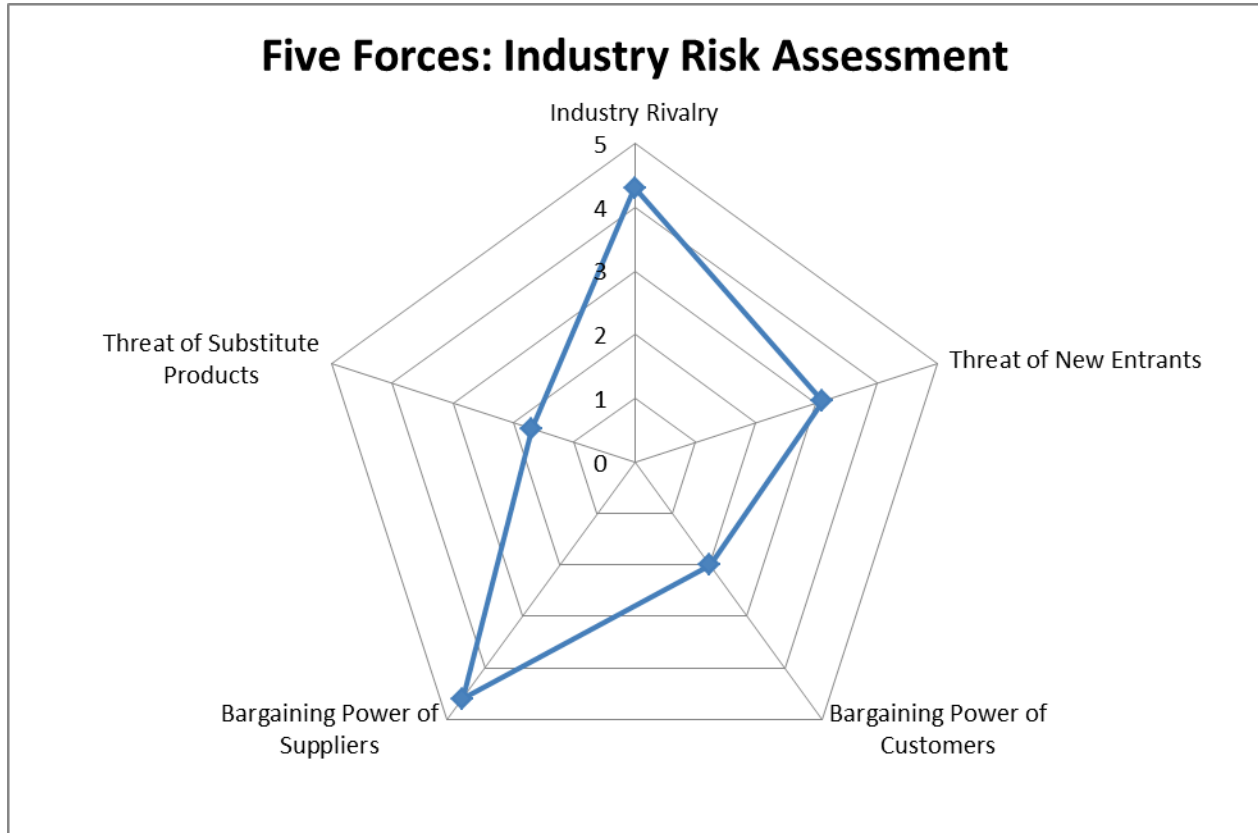 Five Forces: Industry Risk Assessment
Industry Rivalry
5
4
3
2
1
0
Threat of New Entrants
Threat of Substitute
Products
Bargaining Power of
Suppliers
Bargaining Power of
Customers